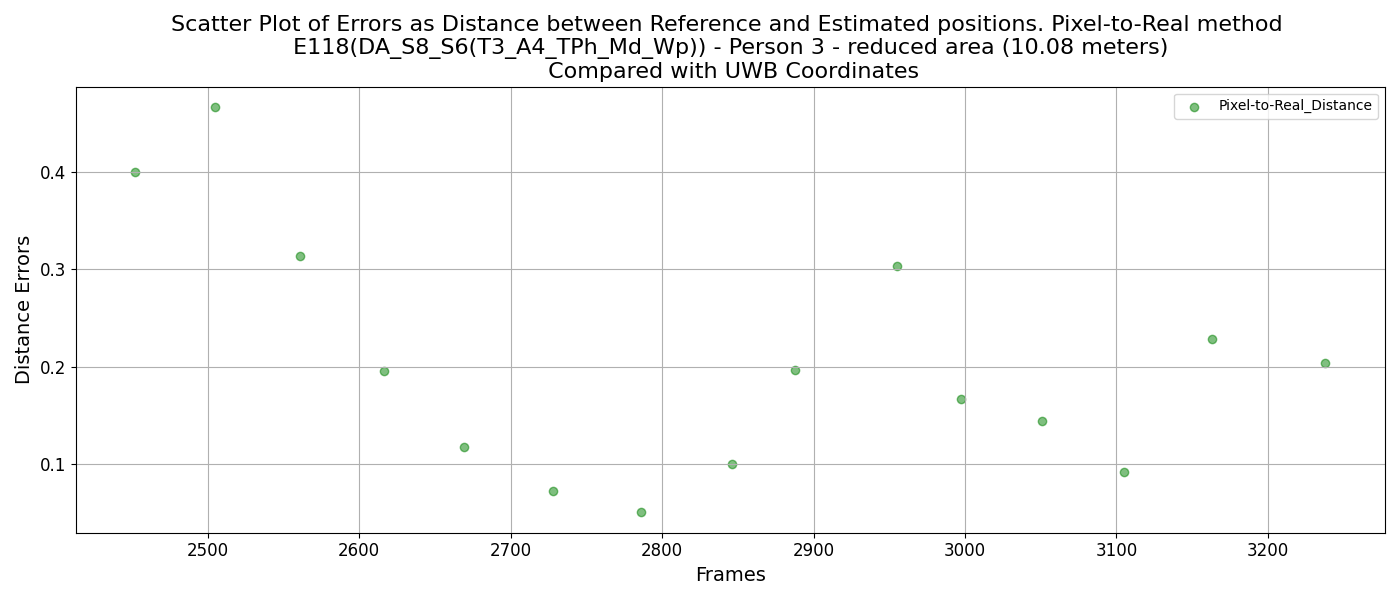 Scatter Plot of Errors as Distance between Reference and Estimated positions. Pixel-to-Real method
E118(DA_S8_S6(T3_A4_TPh_Md_Wp)) - Person 3 - reduced area (10.08 meters)
Compared with UWB Coordinates
Pixel-to-Real_Distance
Distance Errors
0.4
0.3
0.2
0.1
2500 2600 2700 2800 2900 3000 3100 3200
Frames